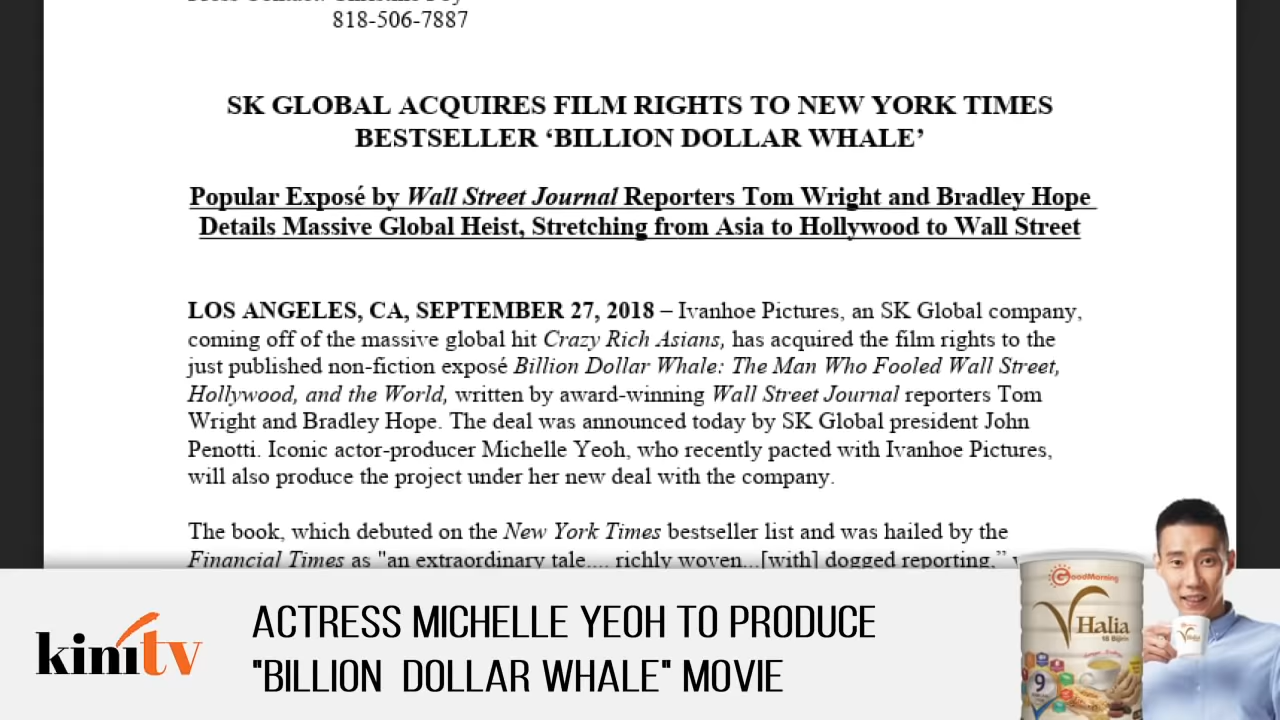 818-506-7887
SK GLOBAL ACQUIRES FILM RIGHTS TO NEW YORK TIMES
BESTSELLER ‘BILLION DOLLAR WHALE’
Popular Exposé by Wall Street Journal Reporters Tom Wright and Bradley Hope
Details Massive Global Heist, Stretching from Asia to Hollywood to Wall Street
LOS ANGELES, CA, SEPTEMBER 27, 2018 – Ivanhoe Pictures, an SK Global company,
coming off of the massive global hit Crazy Rich Asians, has acquired the film rights to the
just published non-fiction exposé Billion Dollar Whale: The Man Who Fooled Wall Street,
Hollywood, and the World, written by award-winning Wall Street Journal reporters Tom
Wright and Bradley Hope. The deal was announced today by SK Global president John
Penotti. Iconic actor-producer Michelle Yeoh, who recently pacted with Ivanhoe Pictures,
will also produce the project under her new deal with the company.
The book, which debuted on the New York Times bestseller list and was hailed by the
Financial Times as "an extraordinary tale.... richly woven...[with] dogged reporting,”
kinitv
ACTRESS MICHELLE YEOH TO PRODUCE
"BILLION DOLLAR WHALE" MOVIE
GoodMorning
VHalia
18 Bijirin
9